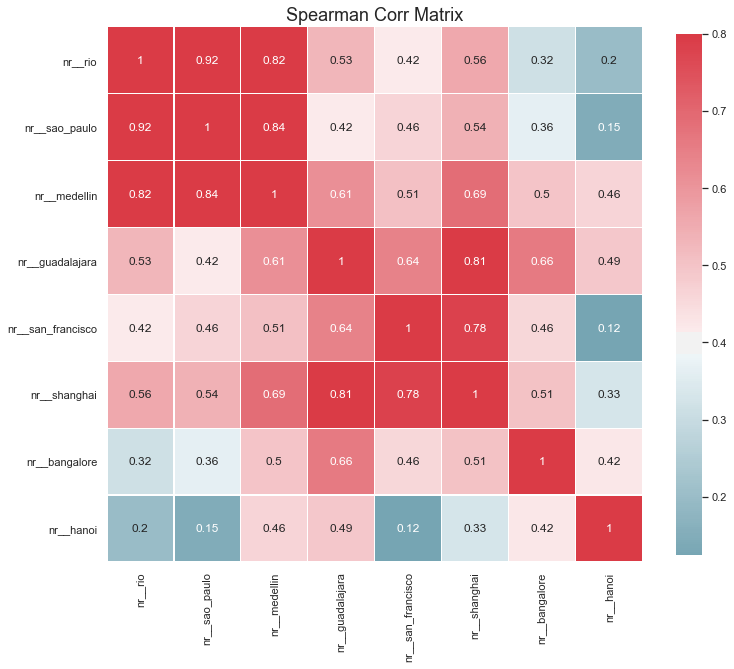 Spearman Corr Matrix
nr__rio 1 0.92 0.82 0.53 0.42 0.56 0.32 0.2
nr__sao_paulo 0.92 1 0.84 0.42 0.46 0.54 0.36 0.15
nr__medellin 0.82 0.84 1 0.61 0.51 0.69 0.5 0.46
nr__guadalajara 0.53 0.42 0.61 1 0.64 0.81 0.66 0.49
nr__san_francisco 0.42 0.46 0.51 0.64 1 0.78 0.46 0.12
nr__shanghai 0.56 0.54 0.69 0.81 0.78 1 0.51 0.33
nr__bangalore 0.32 0.36 0.5 0.66 0.46 0.51 1 0.42
nr__hanoi 0.2 0.15 0.46 0.49 0.12 0.33 0.42 1
nr__rio
nr__sao_paulo
nr__medellin
nr__guadalajara
nr__san_francisco
nr__shanghai
nr__bangalore
nr__hanoi
0.8
0.7
0.6
0.5
0.4
0.3
0.2